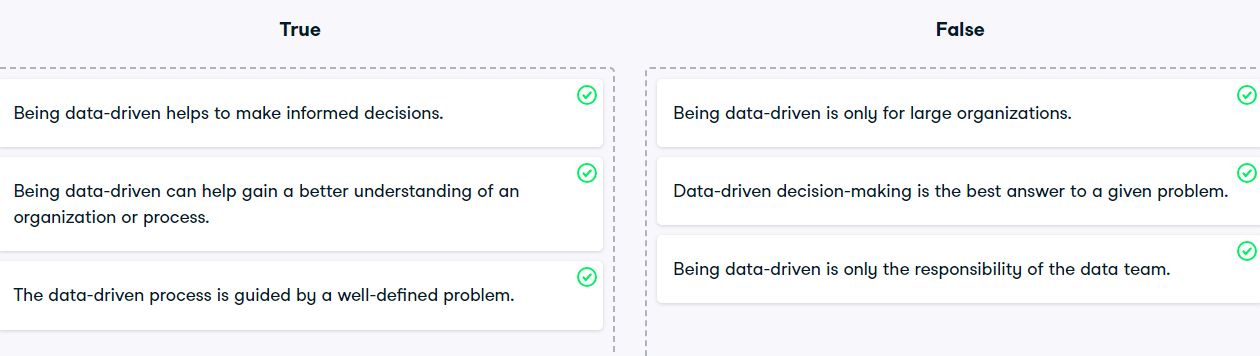 True
Being data-driven helps to make informed decisions.
Being data-driven can help gain a better understanding of an
organization or process.
The data-driven process is guided by a well-defined problem.
False
Being data-driven is only for large organizations.
Data-driven decision-making is the best answer to a given problem.
Being data-driven is only the responsibility of the data team.